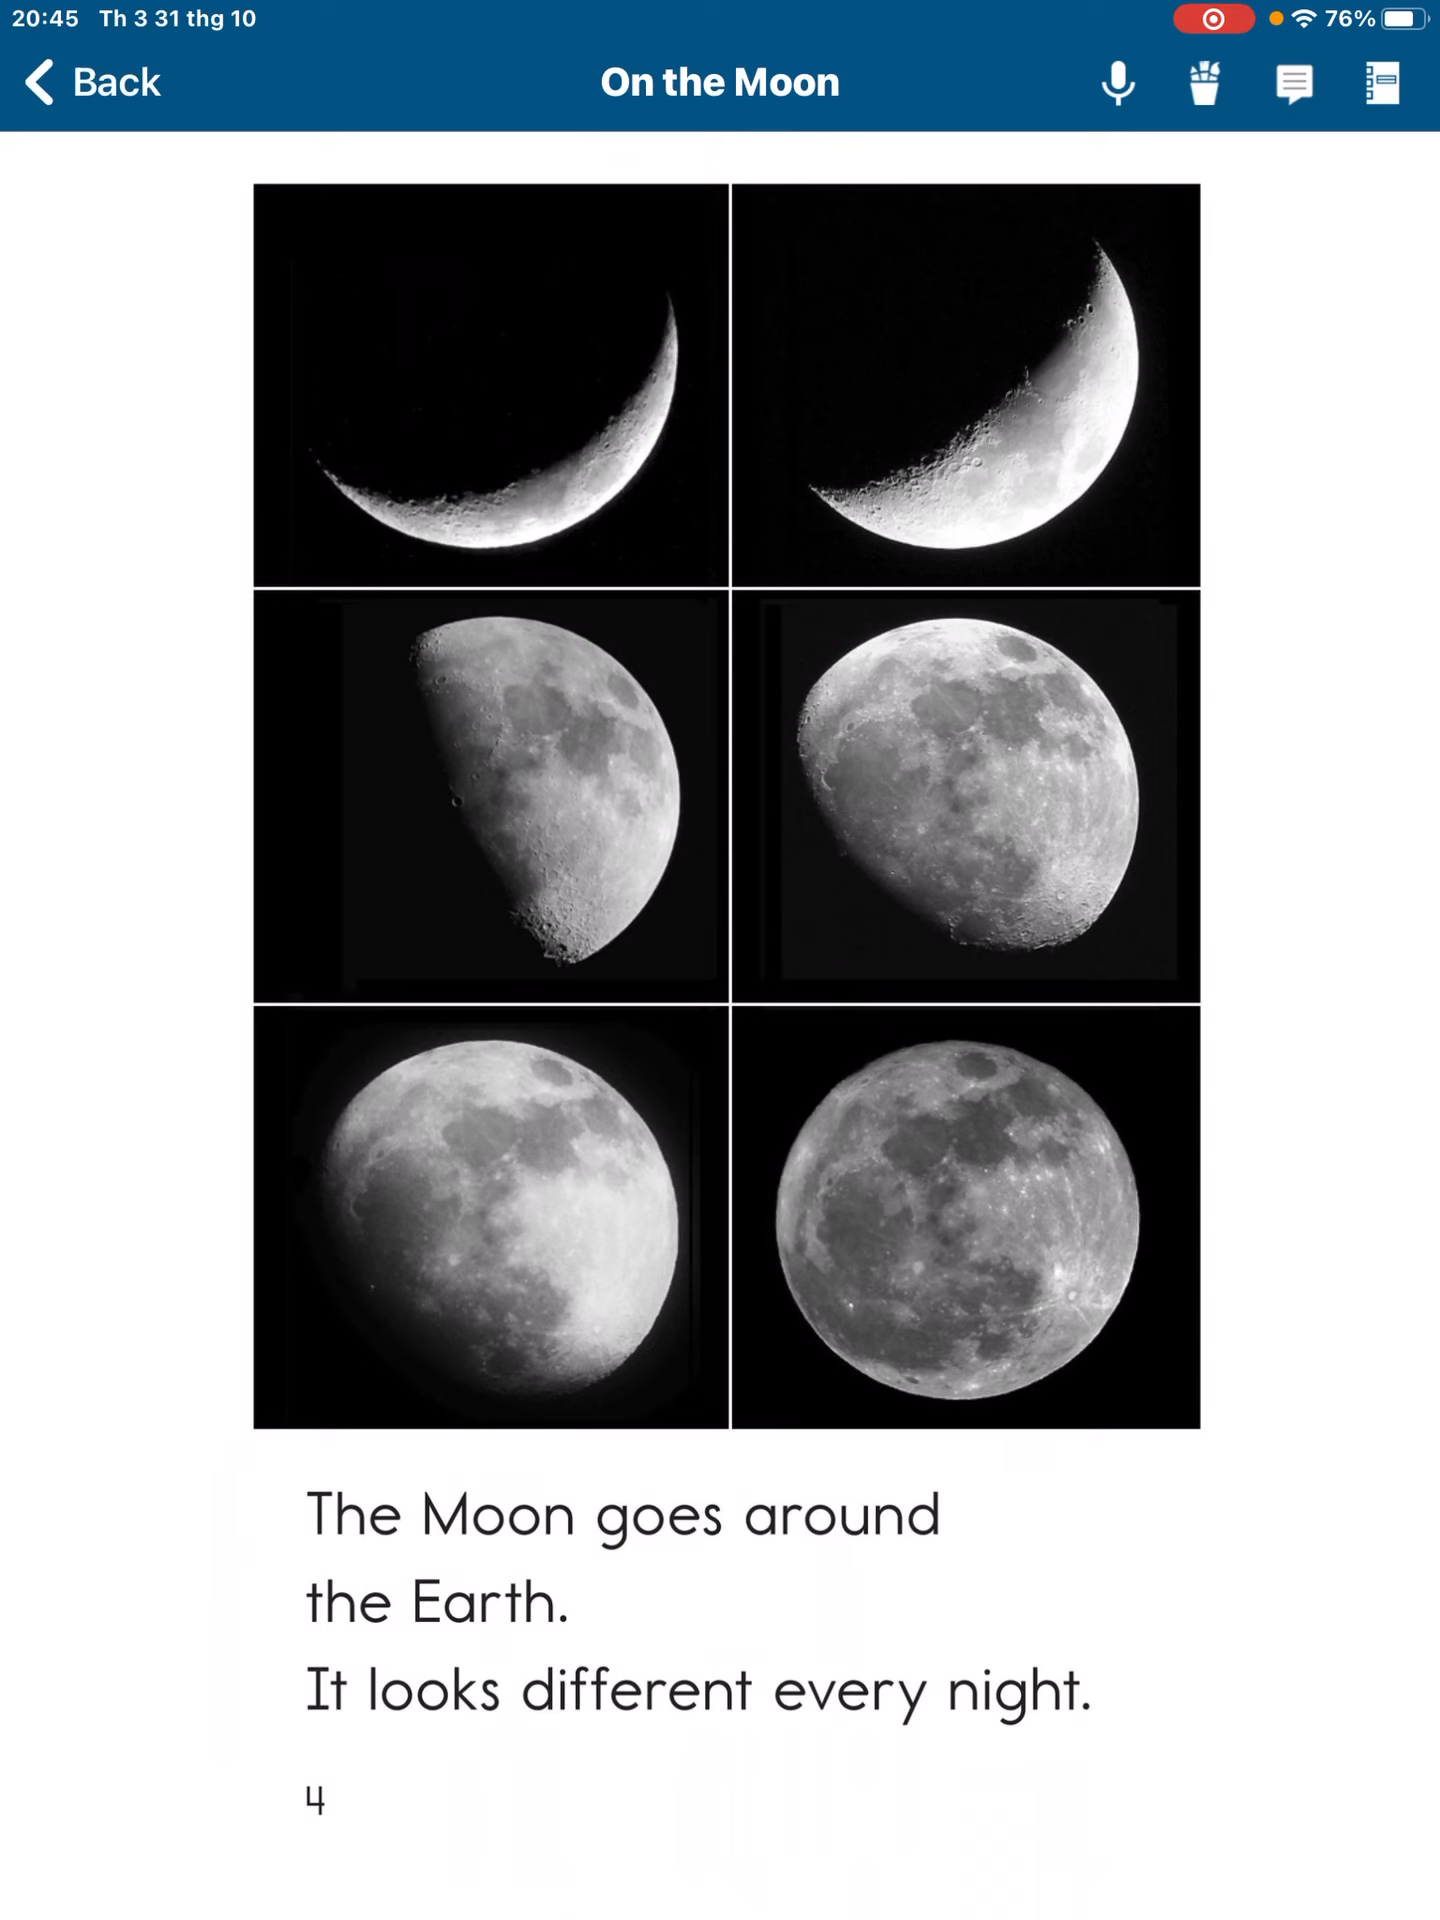 20:45 Th 3 31 thg 10
76%
Back
On the Moon
The Moon goes around
the Earth.
It looks different every night.
4